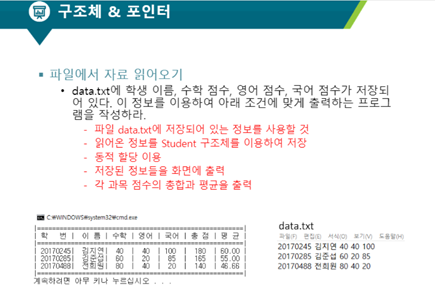 구조체 & 포인터
▪ 파일에서 자료 읽어오기
• data.txt에 학생 이름, 수학 점수, 영어 점수, 국어 점수가 저장되
어 있다. 이 정보를 이용하여 아래 조건에 맞게 출력하는 프로그
램을 작성하라.
- 파일 data.txt에 저장되어 있는 정보를 사용할 것
- 읽어온 정보를 Student 구조체를 이용하여 저장
- 동적 할당 이용
- 저장된 정보들을 화면에 출력
- 각 과목 점수의 총합과 평균을 출력
C:\WINDOWS\system32\cmd.exe
학 번 | 이 름 | 수학 | 영어 | 국어 | 총 점 | 평 균
20170245| 김지연| 40 | 40 | 100 | 180 | 60.00
20170285| 김준섭| 60 | 20 | 85 | 165 | 55.00
20170488| 전희원| 80 | 40 | 20 | 140 | 46.66
계속하려면 아무 키나 누르십시오 . . .
data.txt
파일(F) 편집(E) 서식(O) 보기(V) 도움말(H)
20170245 김지연 40 40 100
20170285 김준섭 60 20 85
20170488 전희원 80 40 20